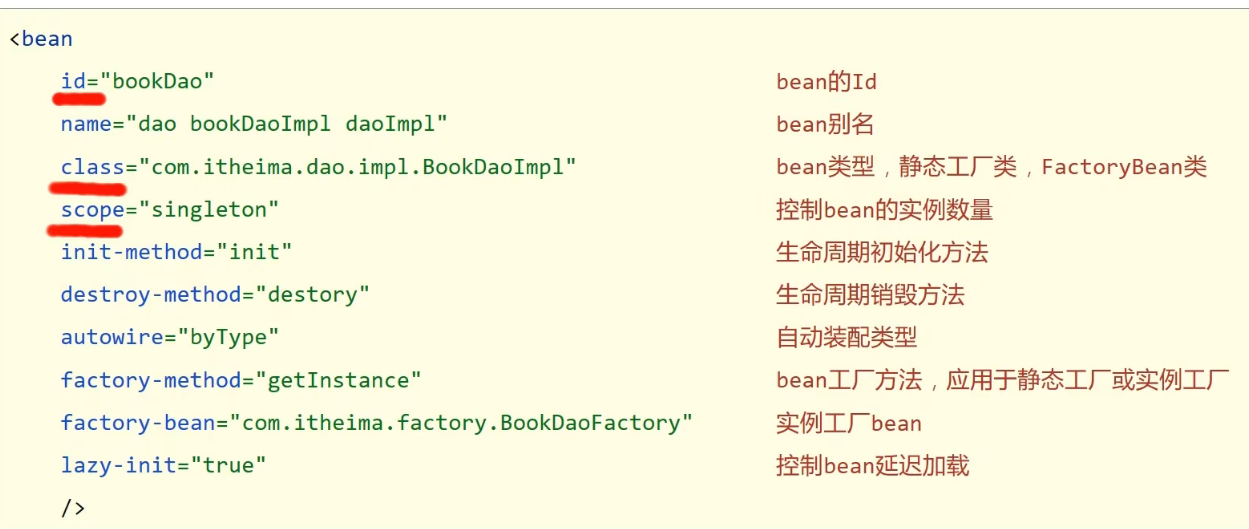 <bean
id="bookDao" bean的Id
name="dao bookDaoImpl daoImpl" bean别名
class="com.itheima.dao.impl.BookDaoImpl" bean类型，静态工厂类，FactoryBean类
scope="singleton" 控制bean的实例数量
init-method="init" 生命周期初始化方法
destroy-method="destory" 生命周期销毁方法
autowire="byType" 自动装配类型
factory-method="getInstance" bean工厂方法，应用于静态工厂或实例工厂
factory-bean="com.itheima.factory.BookDaoFactory" 实例工厂bean
lazy-init="true" 控制bean延迟加载
/>